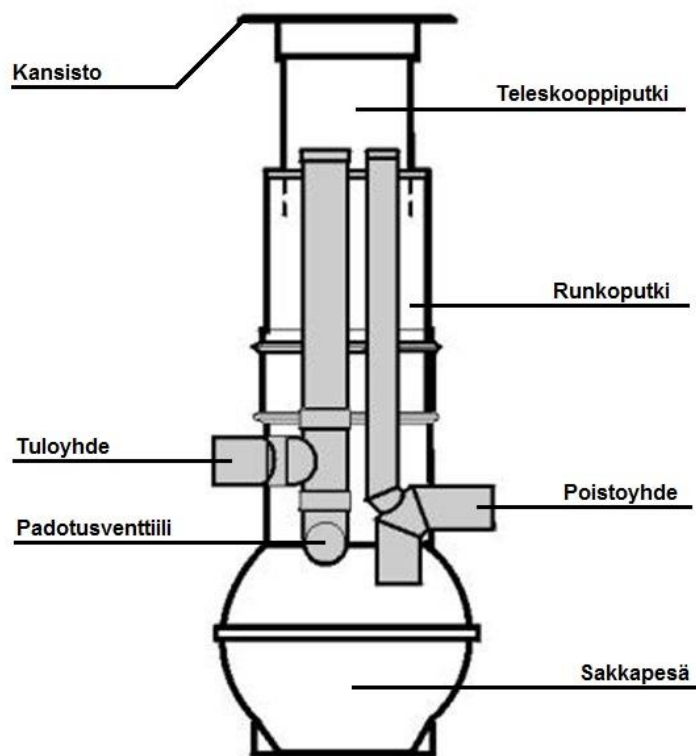 Kansisto
Teleskooppiputki
Runkoputki
Tuloyhde
Poistoyhde
Padotusventtiili
Sakkapesä